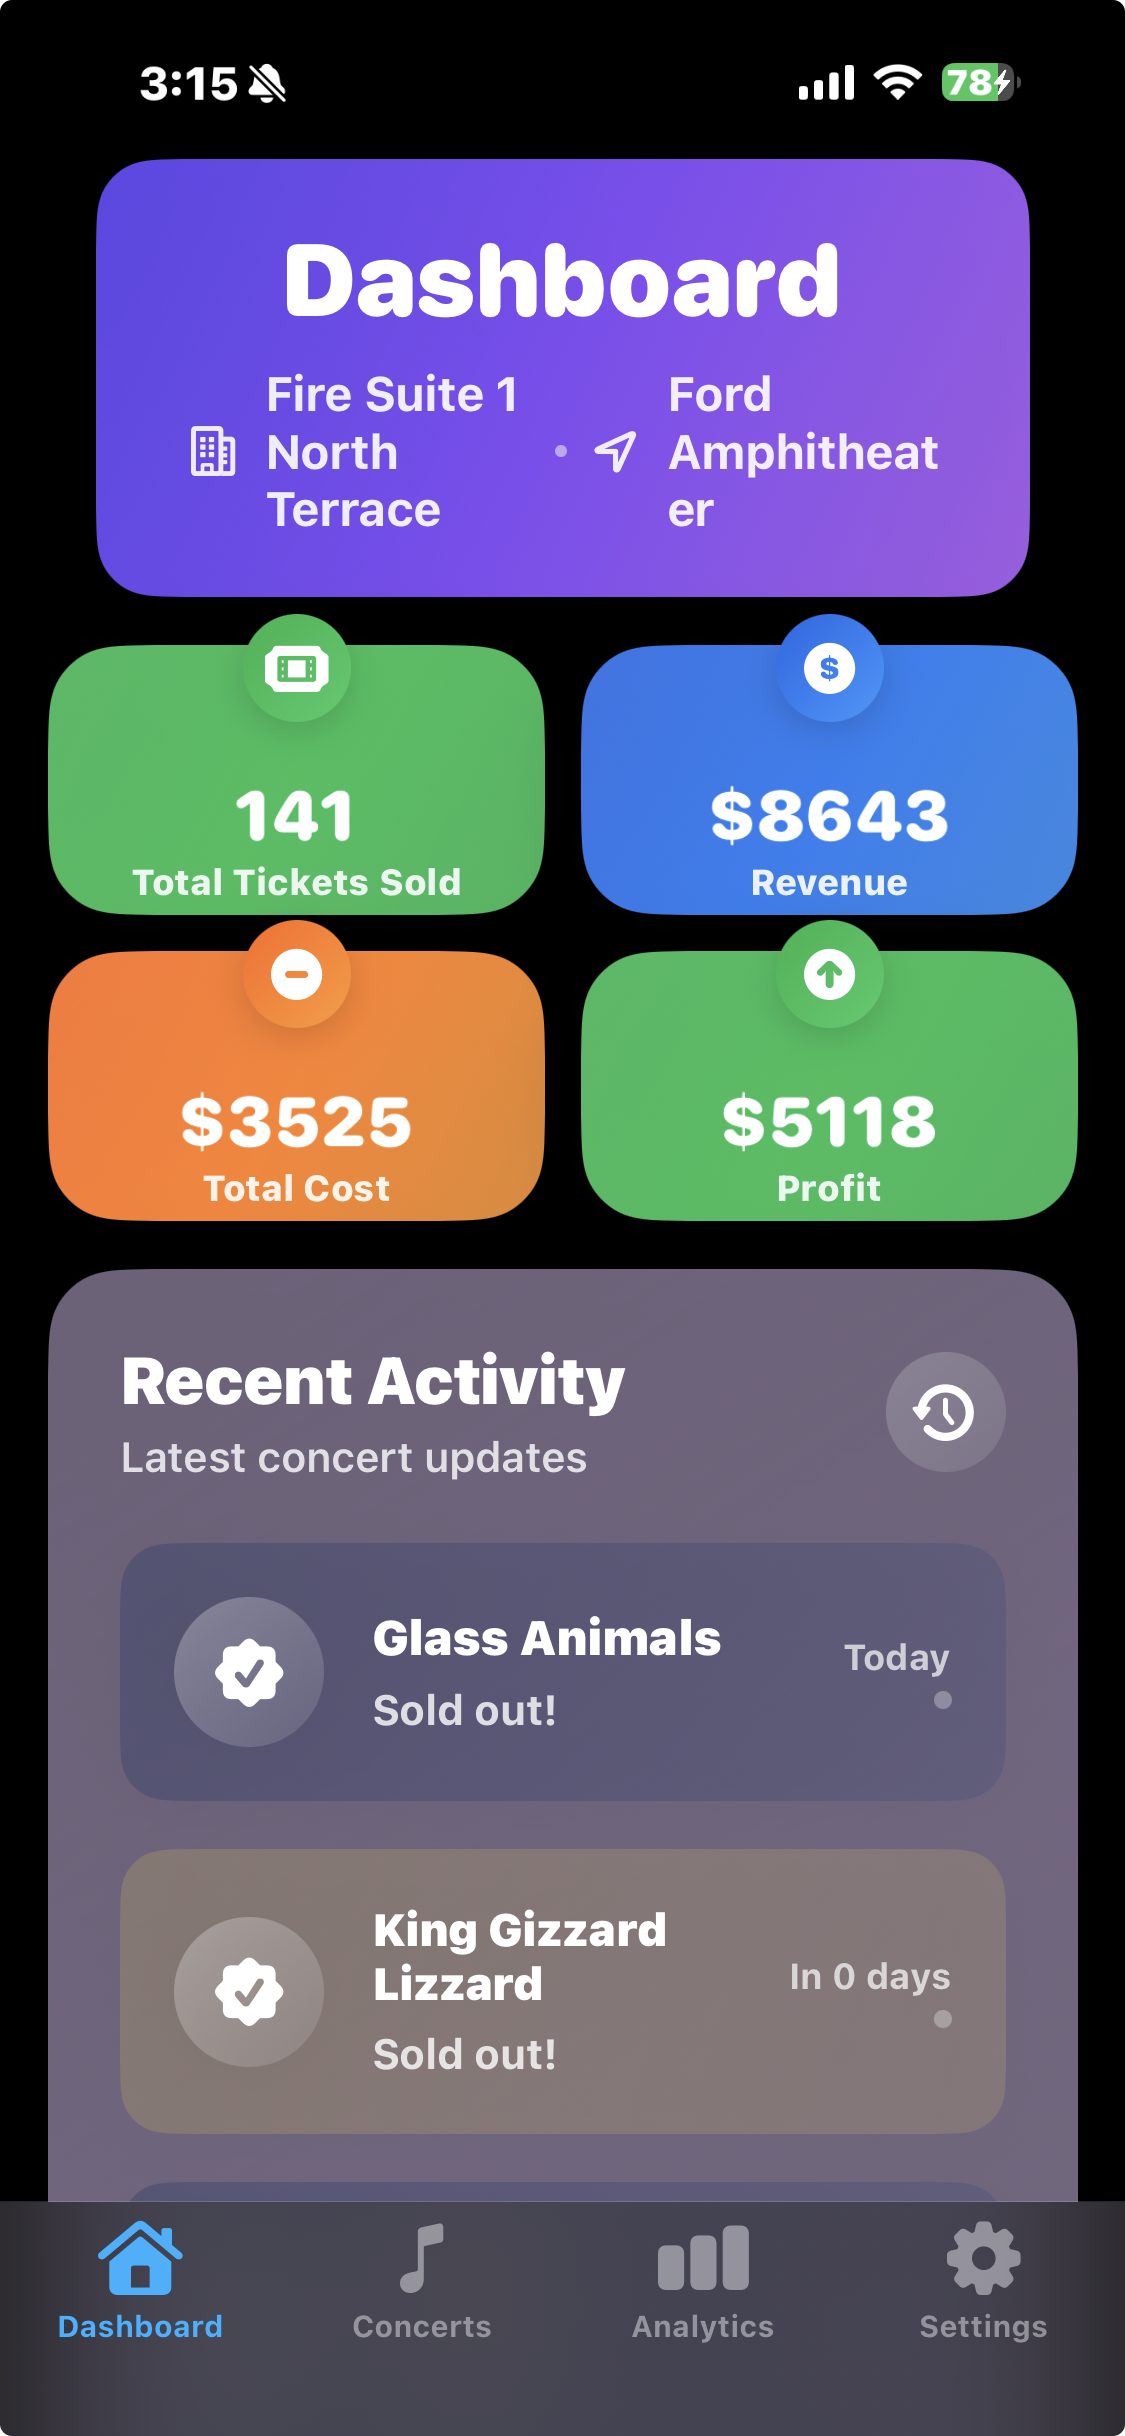 3:15
78
Dashboard
Fire Suite 1
North
Terrace
Ford
Amphitheat
er
141
Total Tickets Sold
$8643
Revenue
$3525
Total Cost
$5118
Profit
Recent Activity
Latest concert updates
Glass Animals
Sold out!
Today
King Gizzard
Lizzard
Sold out!
In 0 days
Dashboard
Concerts
Analytics
Settings